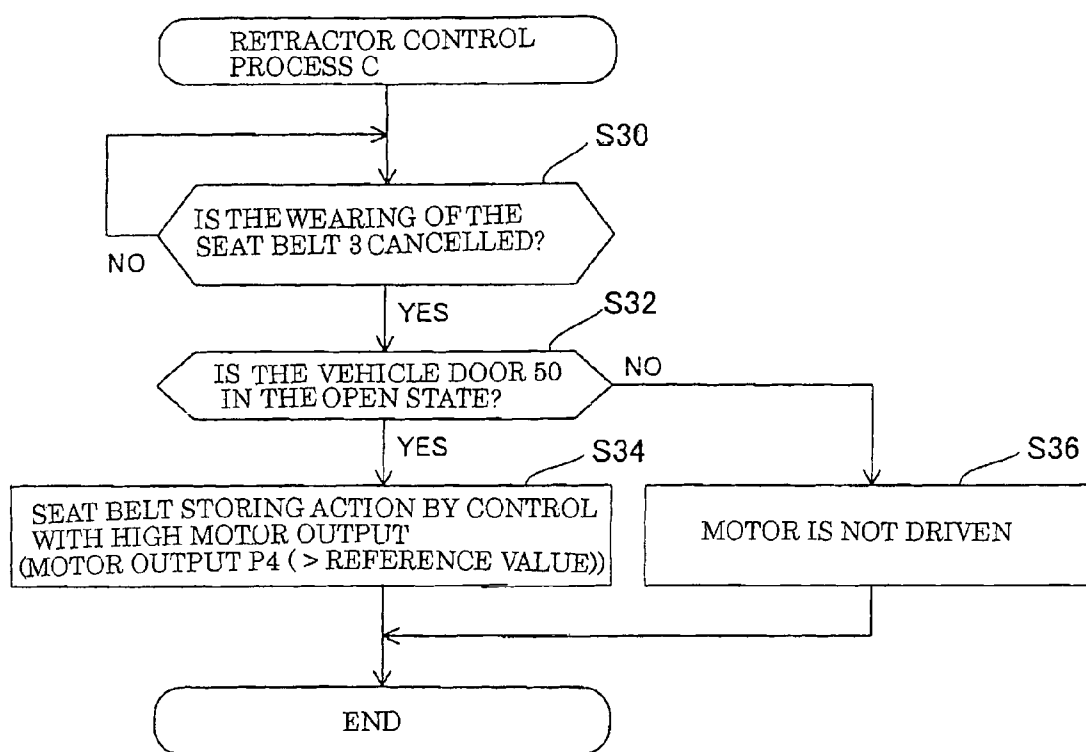 RETRACTOR CONTROL
PROCESS C
S30
IS THE WEARING OF THE
SEAT BELT 3 CANCELLED?
NO
YES
S32
IS THE VEHICLE DOOR 50
IN THE OPEN STATE?
NO
YES
S34
S36
SEAT BELT STORING ACTION BY CONTROL
WITH HIGH MOTOR OUTPUT
(MOTOR OUTPUT P4 ( > REFERENCE VALUE))
MOTOR IS NOT DRIVEN
END